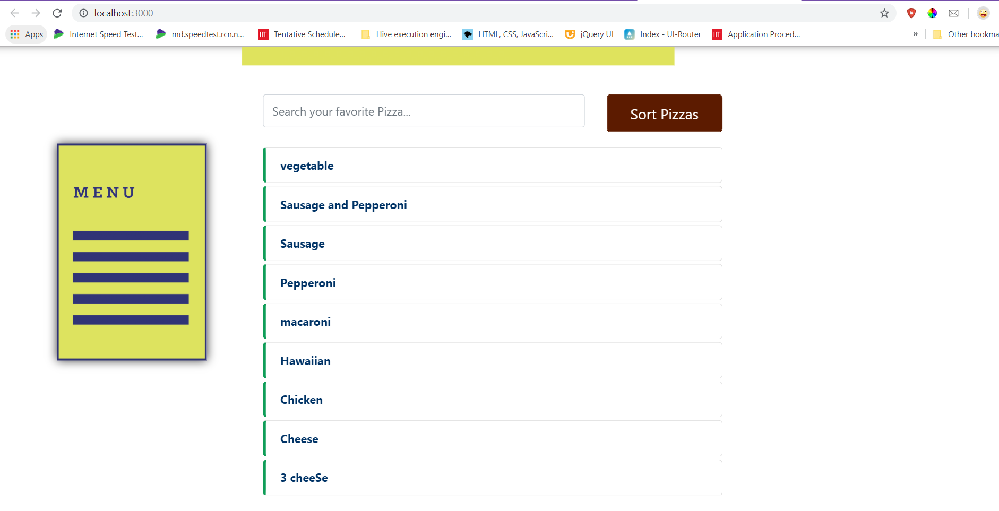 localhost:3000
Apps Internet Speed Test... md.speedtest.rcn.n... IIT Tentative Schedule... Hive execution engi... HTML, CSS, JavaScri... jQuery UI Index - UI-Router IIT Application Proced... » Other bookma
Search your favorite Pizza...
Sort Pizzas
MENU
vegetable
Sausage and Pepperoni
Sausage
Pepperoni
macaroni
Hawaiian
Chicken
Cheese
3 cheeSe